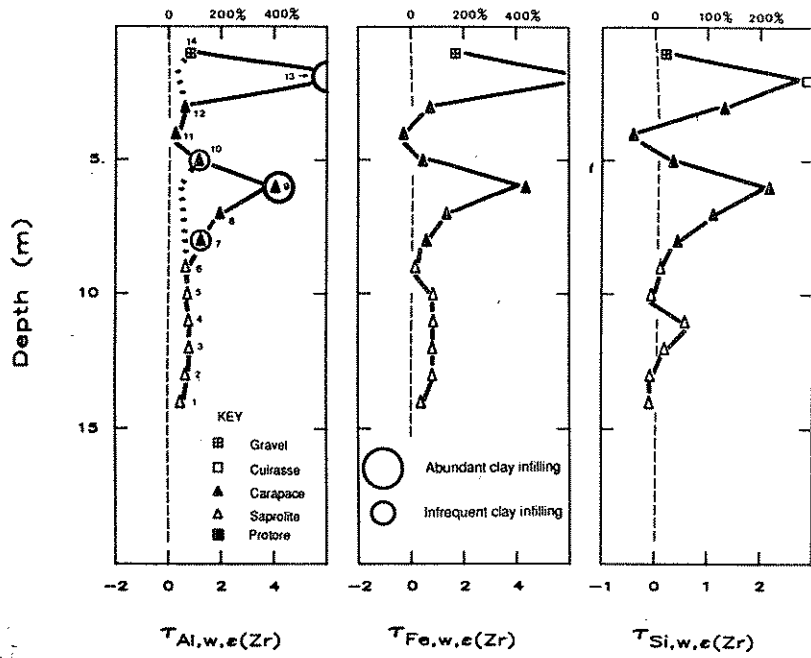 0 200% 400%
0 200% 400%
0 100% 200%
14
13
12
11
10
9
8
7
6
5
4
3
2
1
5.
10
15
Depth (m)
KEY
Gravel
Cuirasse
Carapace
Saprolite
Protore
Abundant clay infilling
Infrequent clay infilling
-2 0 2 4 6
-2 0 2 4 6
-1 0 1 2
τAl,w,ε(Zr)
τFe,w,ε(Zr)
τSi,w,ε(Zr)